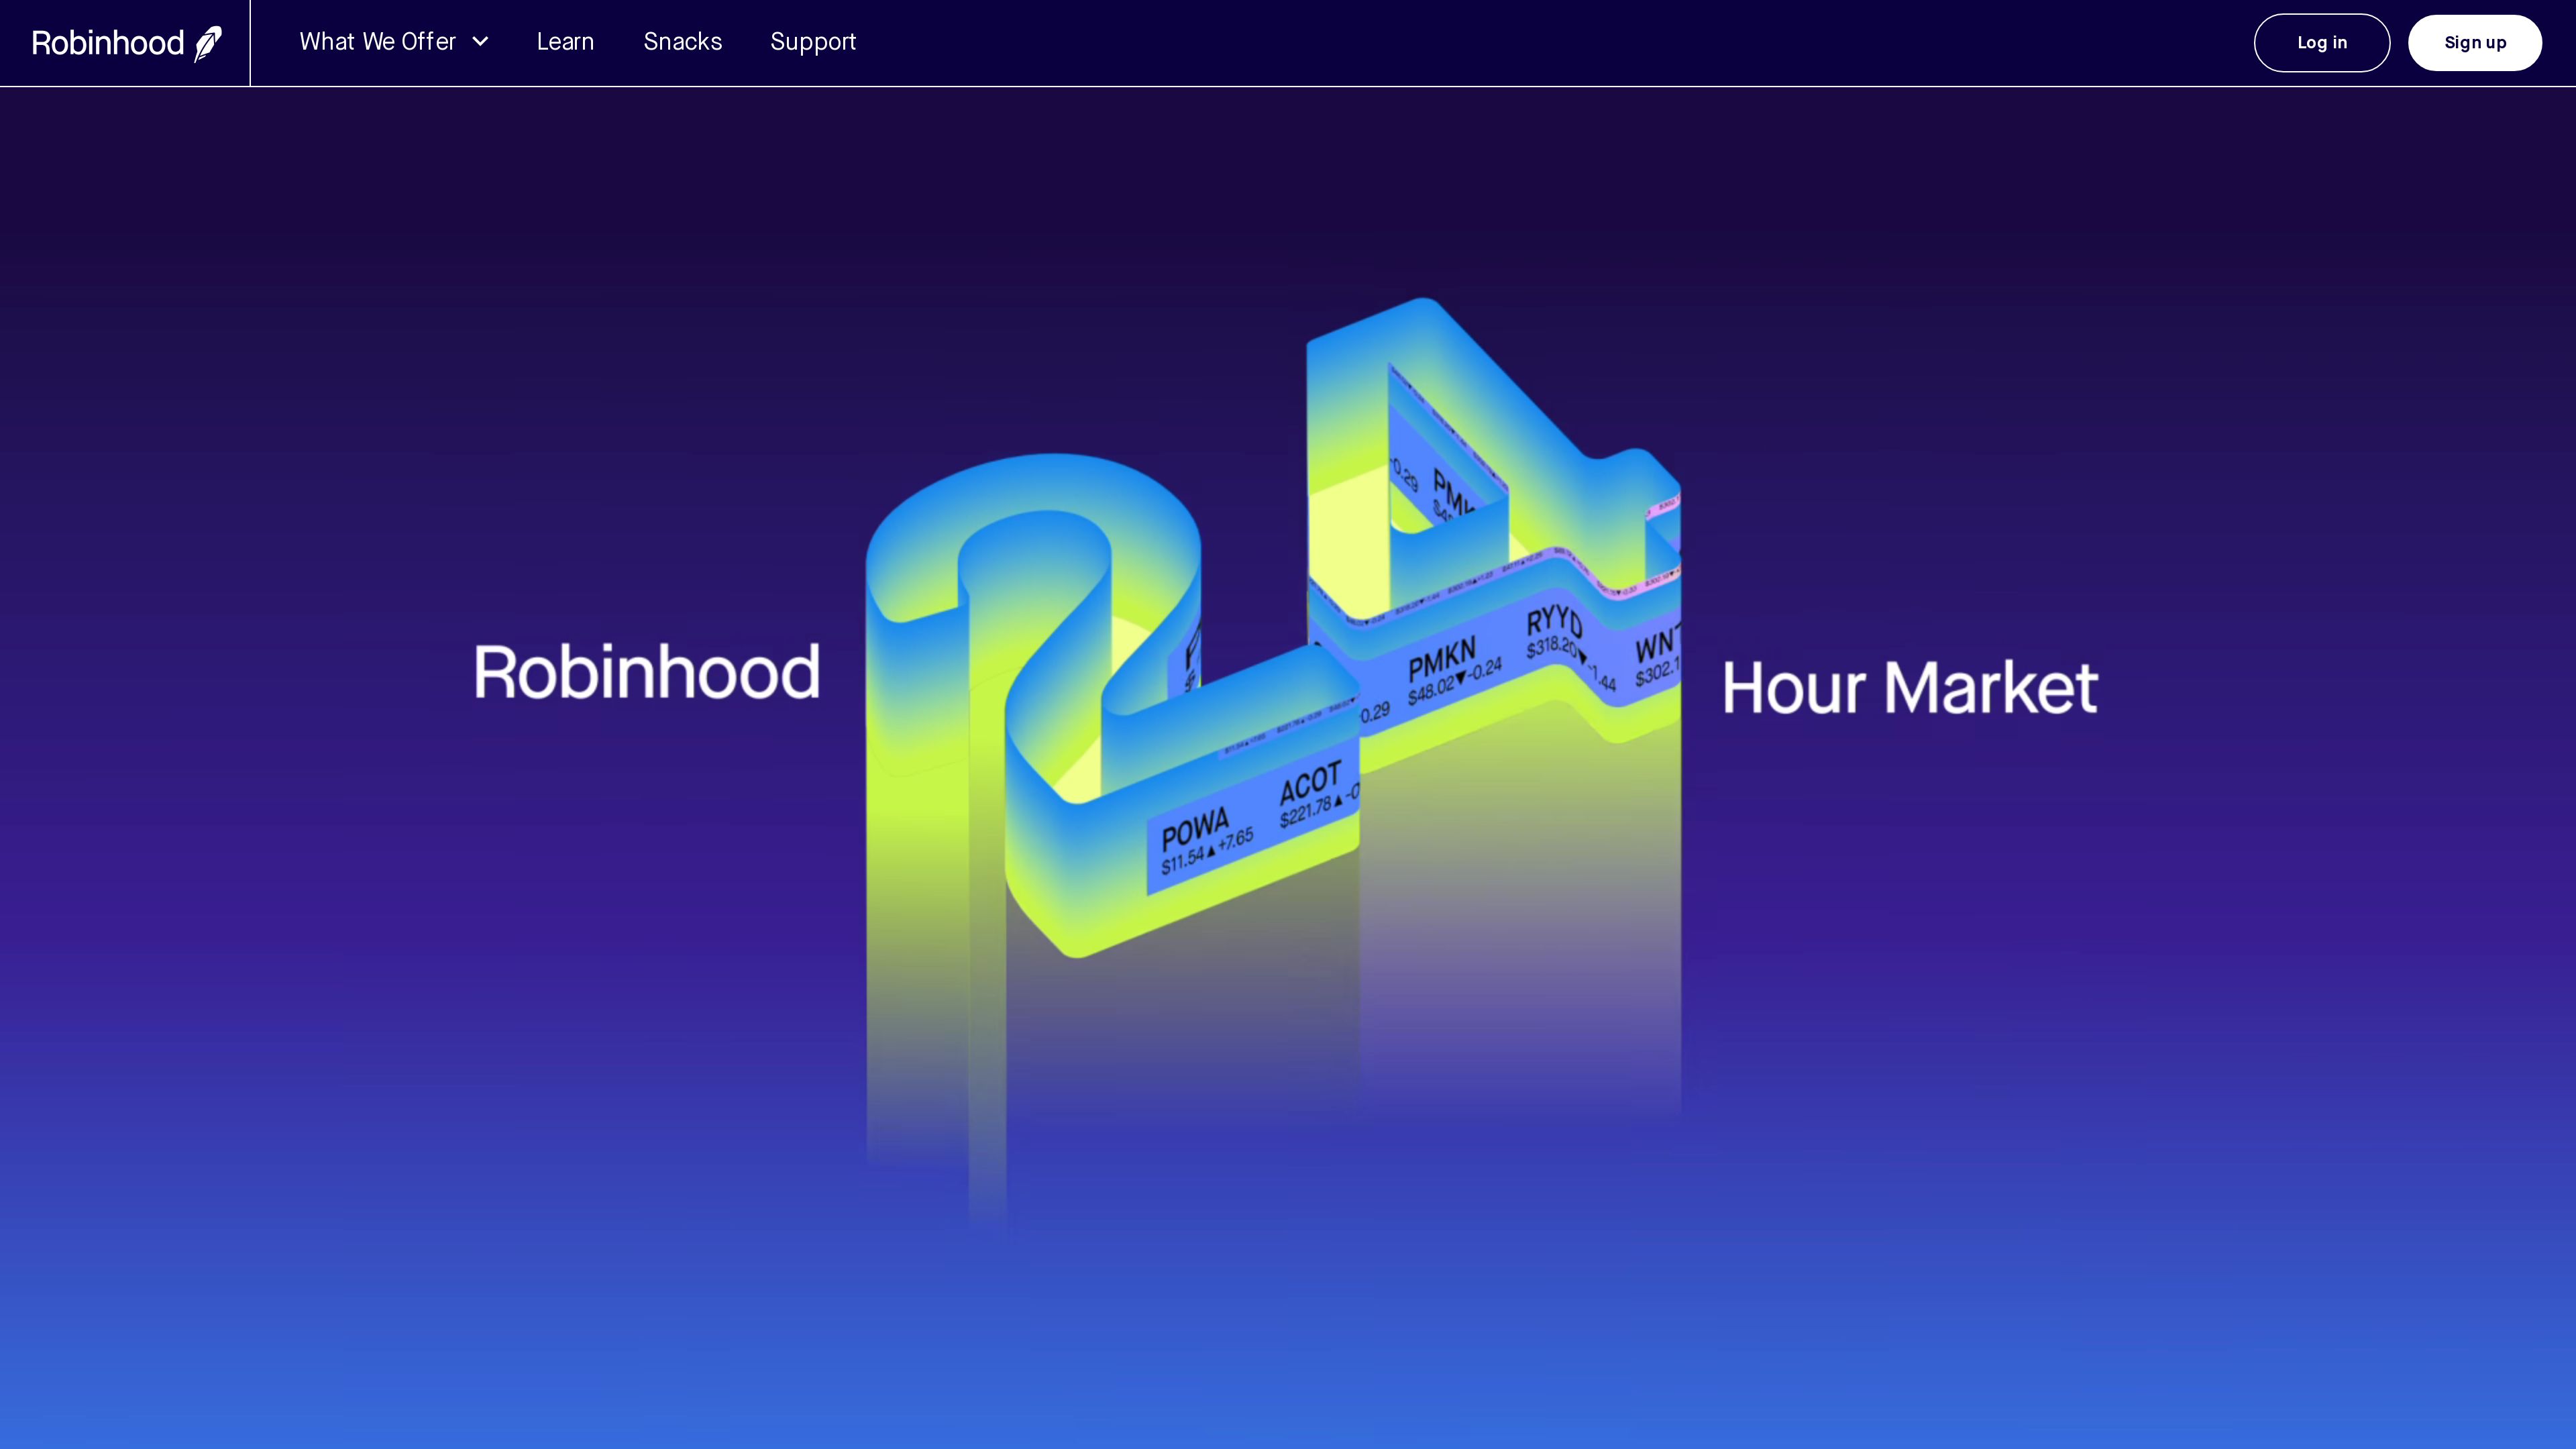 Robinhood
What We Offer
Learn
Snacks
Support
Log in
Sign up
Robinhood
Hour Market
24
-0.29
RYYD
$318.20▼-1.44
PMKN
$48.02▼-0.24
0.29
$302.1
ACOT
$221.78▲-0
POWA
$11.54▲+7.65